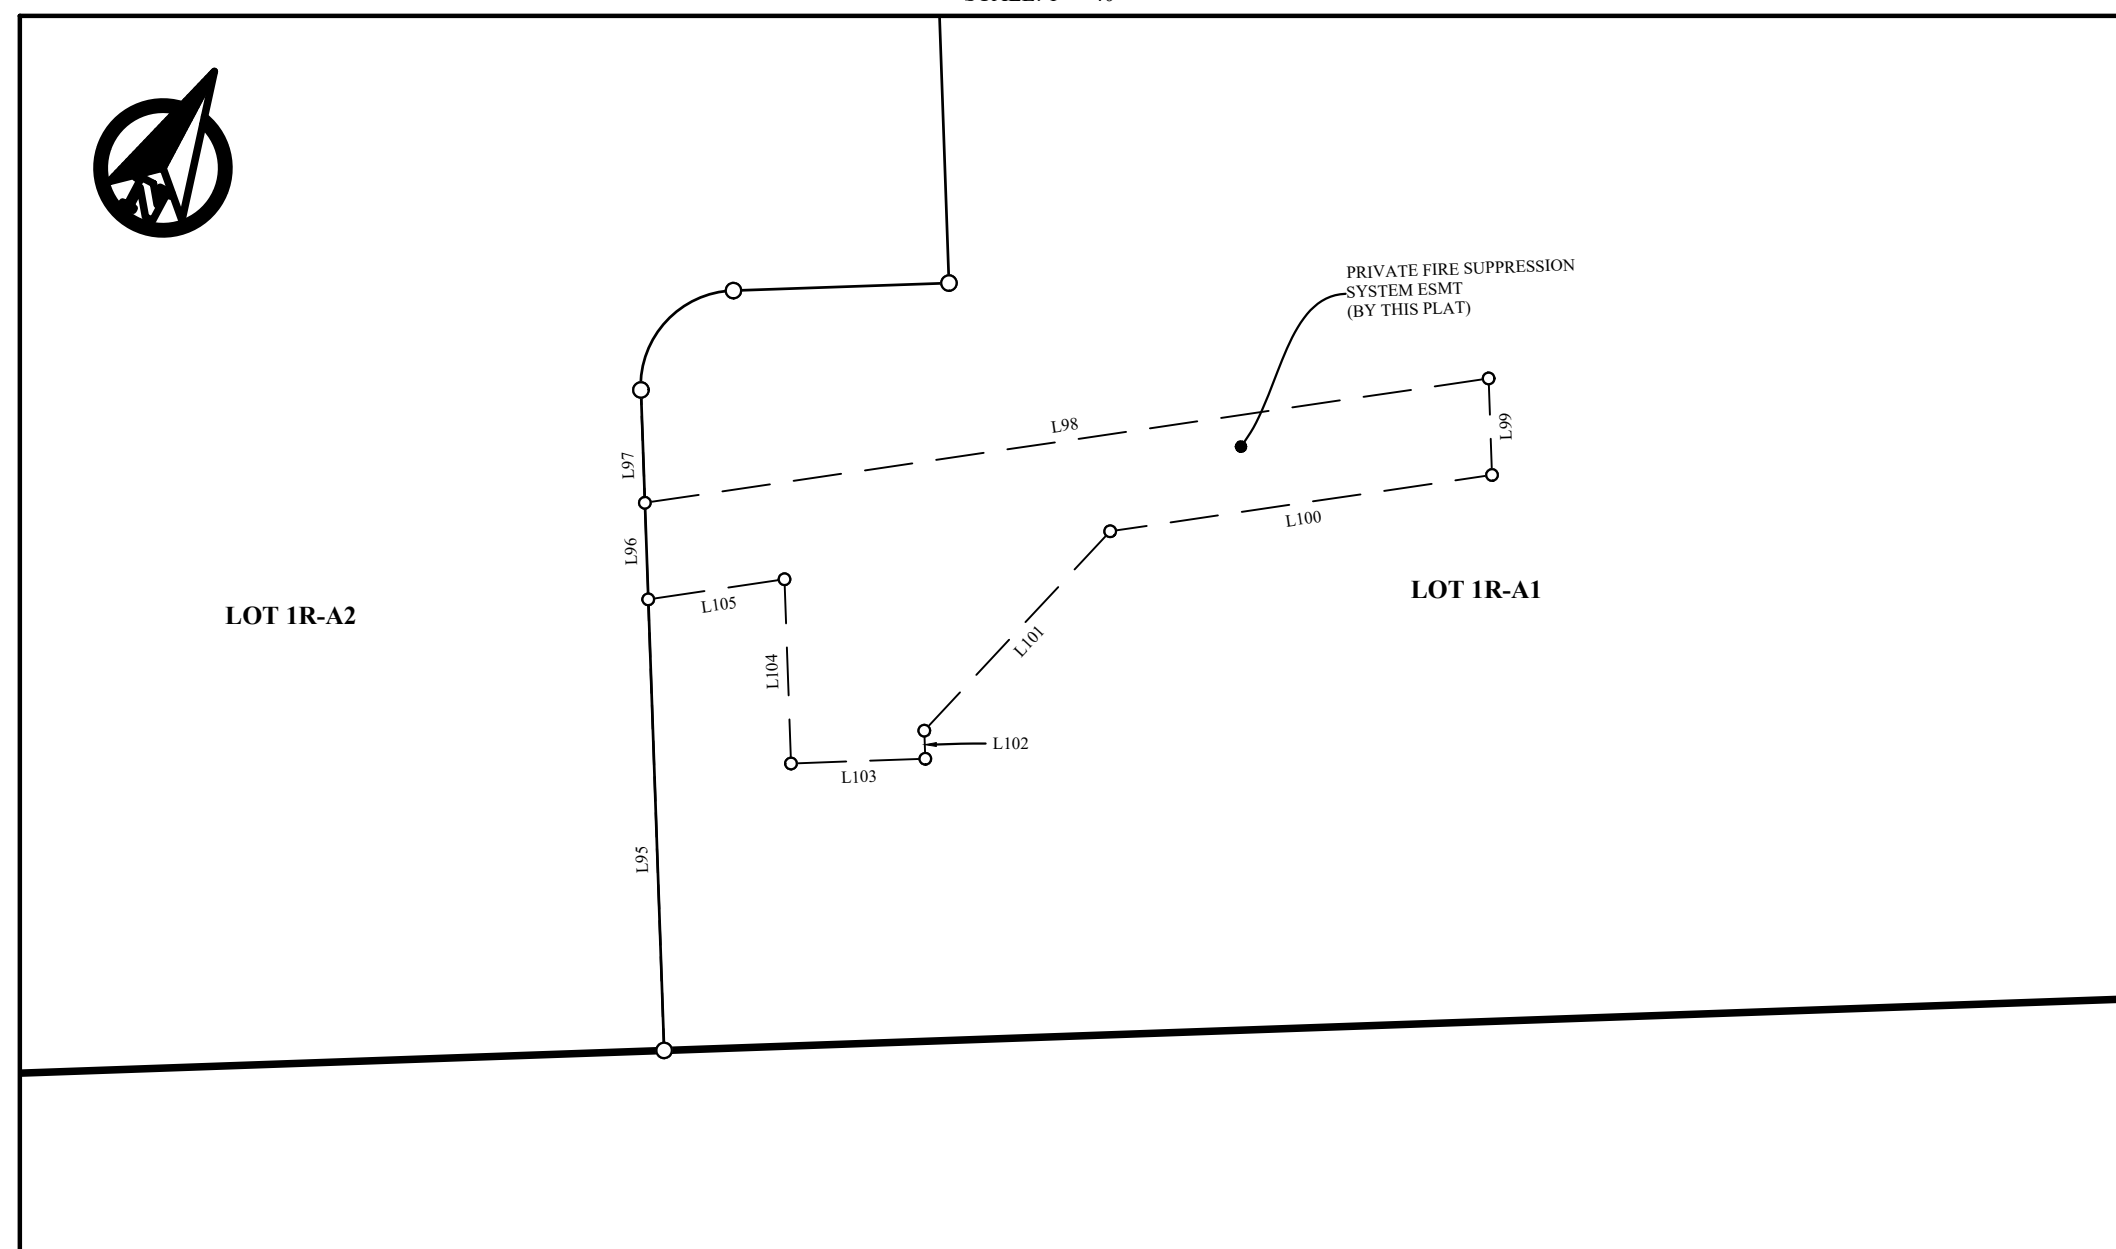 PRIVATE FIRE SUPPRESSION
SYSTEM ESMT
(BY THIS PLAT)
L98
L99
L97
L100
L96
LOT 1R-A1
LOT 1R-A2
L105
L101
L104
L102
L103
L95